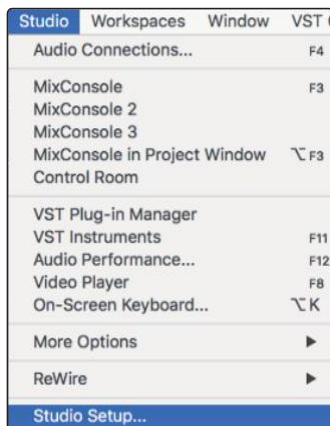 Studio Workspaces Window VST
Audio Connections... F4
MixConsole F3
MixConsole 2
MixConsole 3
MixConsole in Project Window ⌥ F3
Control Room
VST Plug-in Manager
VST Instruments F11
Audio Performance... F12
Video Player F8
On-Screen Keyboard... ⌥ K
More Options ▶
ReWire ▶
Studio Setup...